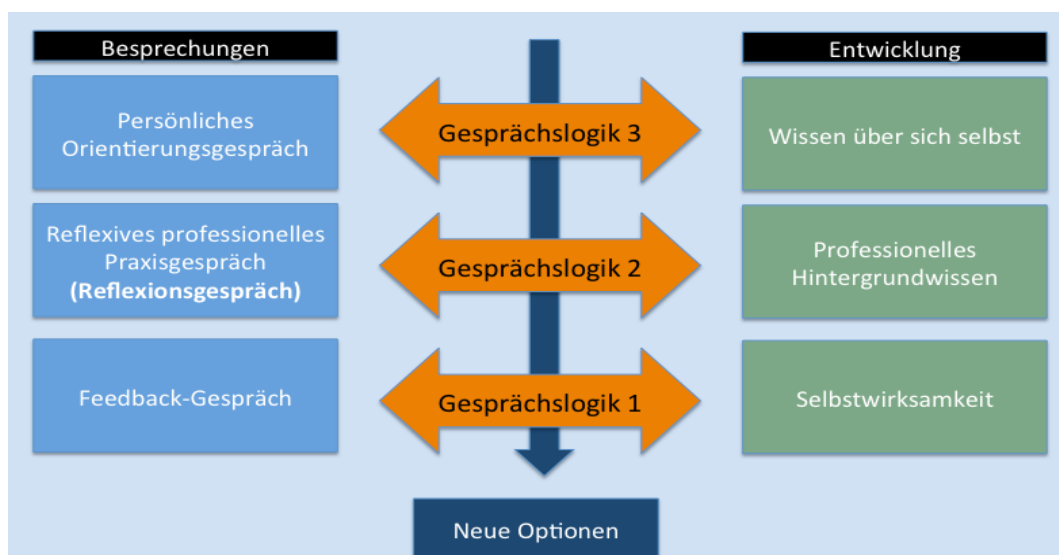 Besprechungen
Entwicklung
Persönliches
Orientierungsgespräch
Gesprächslogik 3
Wissen über sich selbst
Reflexives professionelles
Praxisgespräch
(Reflexionsgespräch)
Gesprächslogik 2
Professionelles
Hintergrundwissen
Feedback-Gespräch
Gesprächslogik 1
Selbstwirksamkeit
Neue Optionen